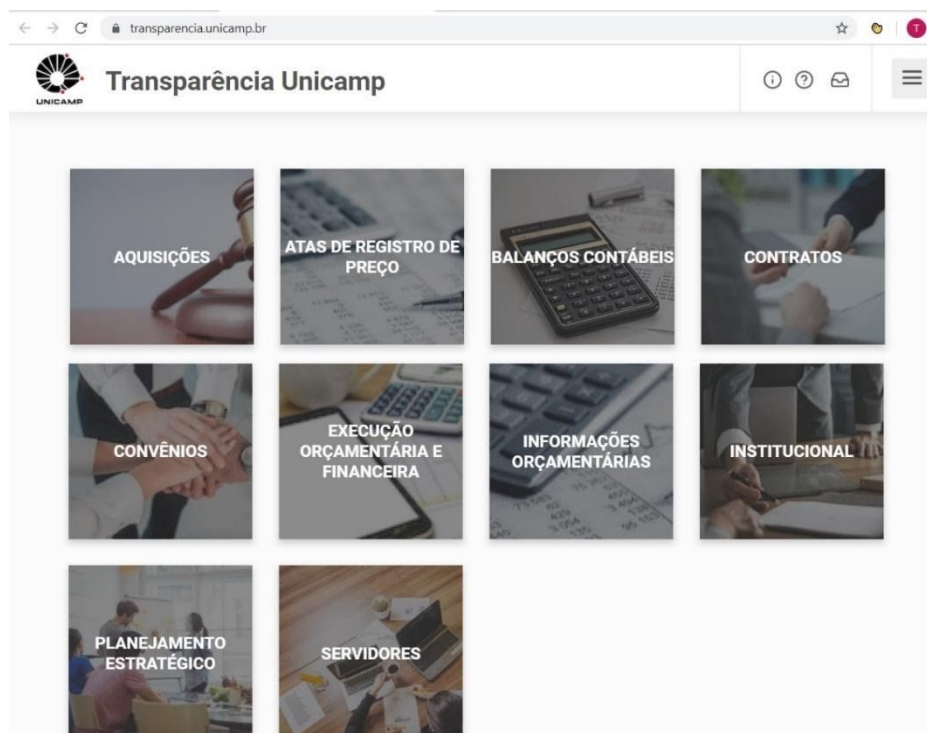 transparencia.unicamp.br
T
UNICAMP
Transparência Unicamp
AQUISIÇÕES
ATAS DE REGISTRO DE
PREÇO
BALANÇOS CONTÁBEIS
CONTRATOS
CONVÊNIOS
EXECUÇÃO
ORÇAMENTÁRIA E
FINANCEIRA
INFORMAÇÕES
ORÇAMENTÁRIAS
INSTITUCIONAL
PLANEJAMENTO
ESTRATÉGICO
SERVIDORES